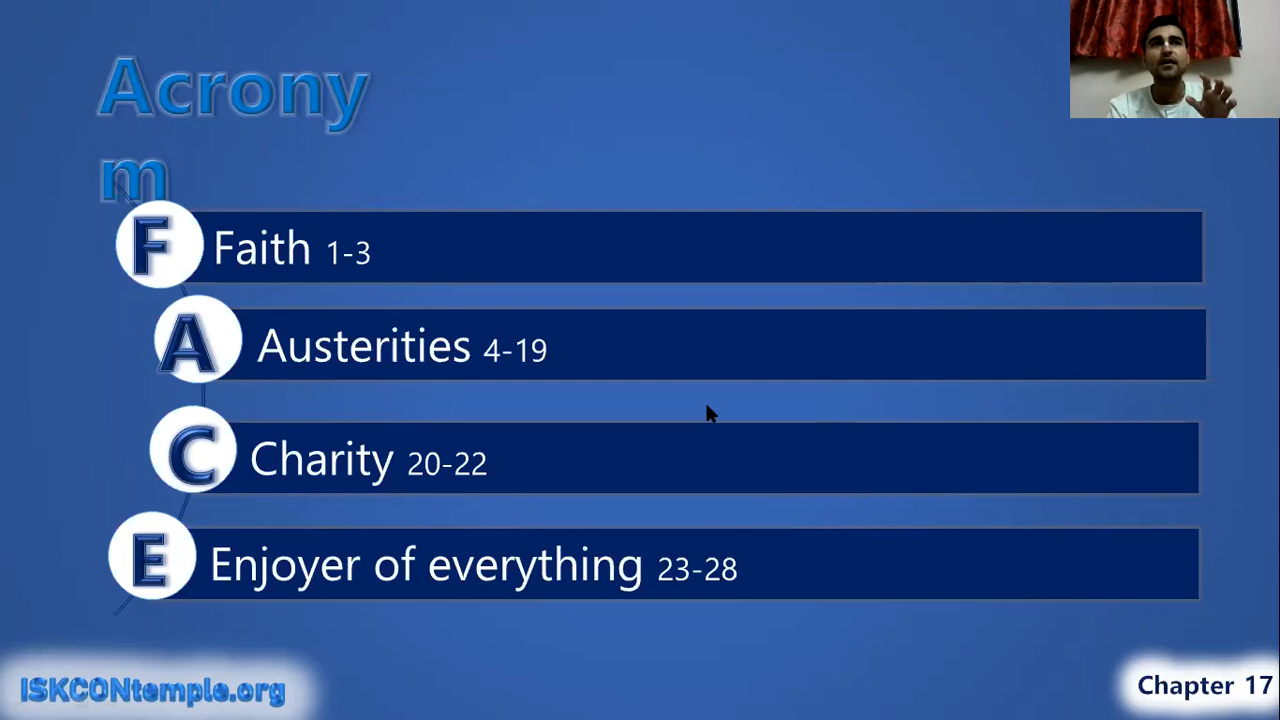 Acrony
m
F Faith 1-3
A Austerities 4-19
C Charity 20-22
E Enjoyer of everything 23-28
ISKCONtemple.org
Chapter 17